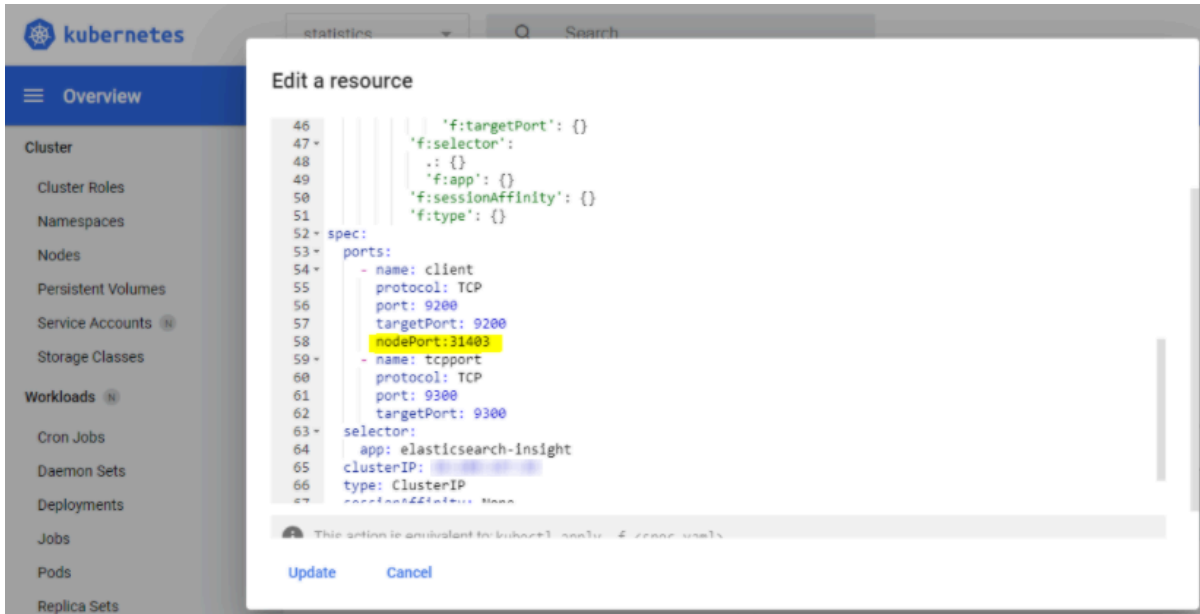 kubernetes
statistics
Search
Overview
Cluster
Cluster Roles
Namespaces
Nodes
Persistent Volumes
Service Accounts N
Storage Classes
Workloads N
Cron Jobs
Daemon Sets
Deployments
Jobs
Pods
Replica Sets
Edit a resource
46 'f:targetPort': {}
47 'f:selector':
48 .: {}
49 'f:app': {}
50 'f:sessionAffinity': {}
51 'f:type': {}
52 spec:
53 ports:
54 - name: client
55 protocol: TCP
56 port: 9200
57 targetPort: 9200
58 nodePort:31403
59 - name: tcpport
60 protocol: TCP
61 port: 9300
62 targetPort: 9300
63 selector:
64 app: elasticsearch-insight
65 clusterIP:
66 type: ClusterIP
67 sessionAffinity: None
This action is equivalent to: kubectl apply -f <spec.yaml>
Update
Cancel